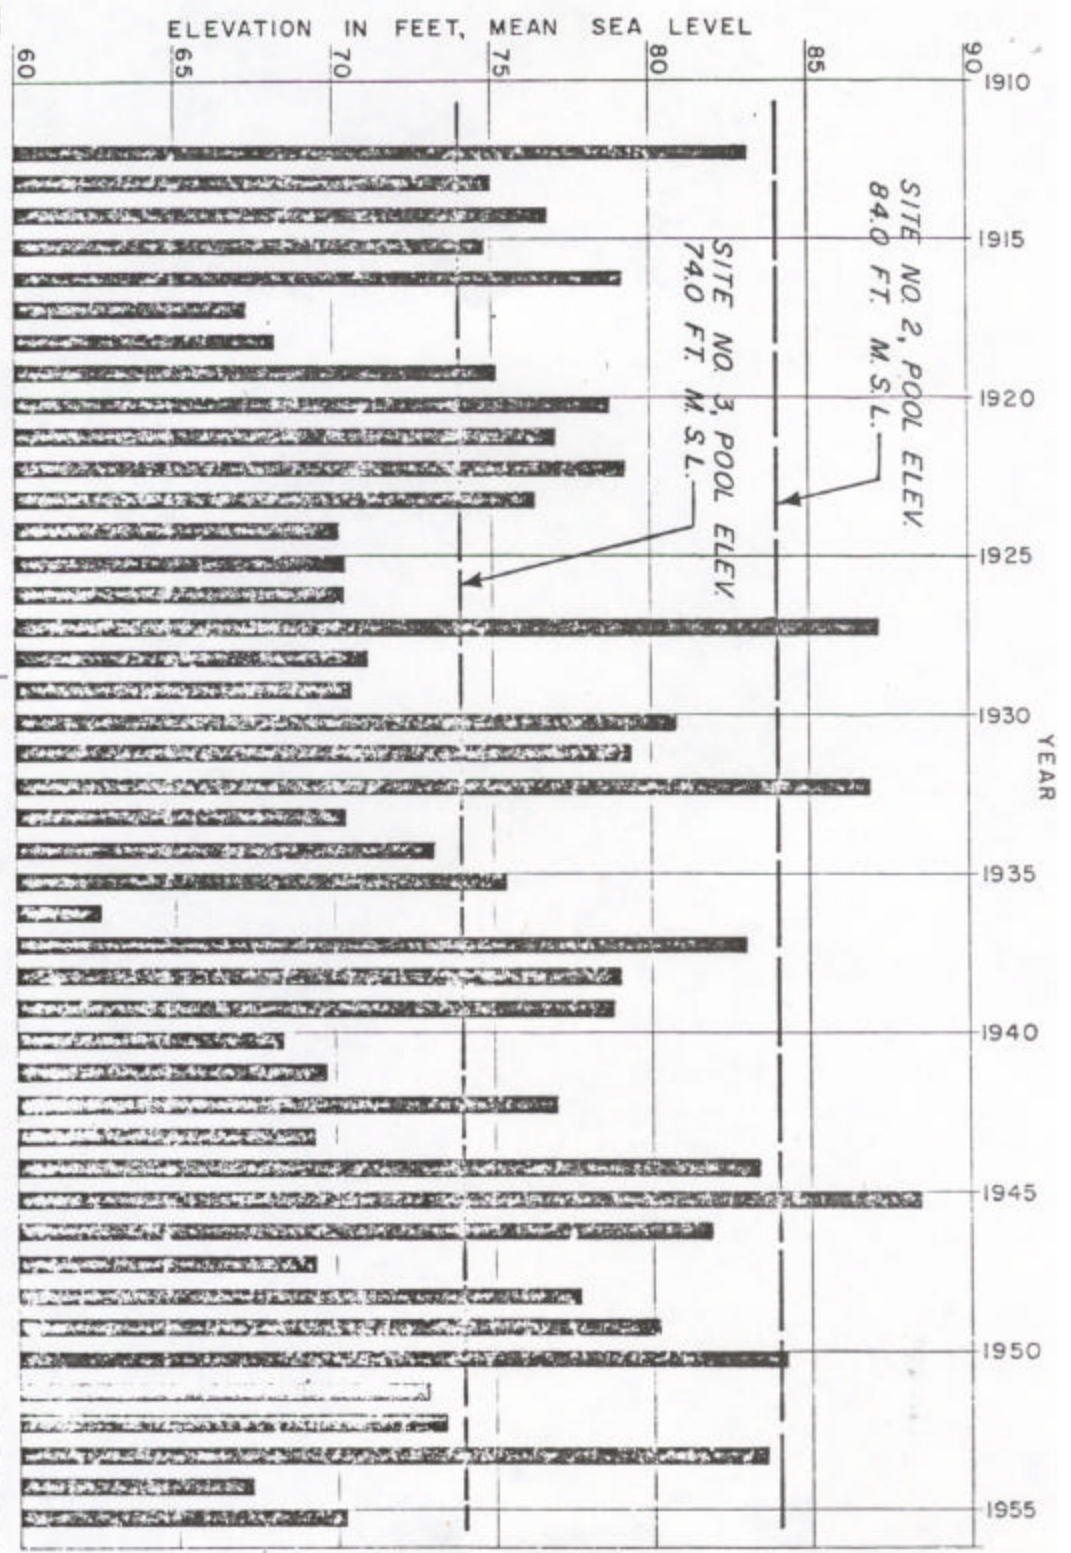 ELEVATION IN FEET, MEAN SEA LEVEL
60
65
70
75
80
85
90
1910
1915
1920
1925
1930
1935
1940
1945
1950
1955
YEAR
SITE NO. 2, POOL ELEV.
84.0 FT. M.S.L.
SITE NO. 3, POOL ELEV.
74.0 FT. M.S.L.